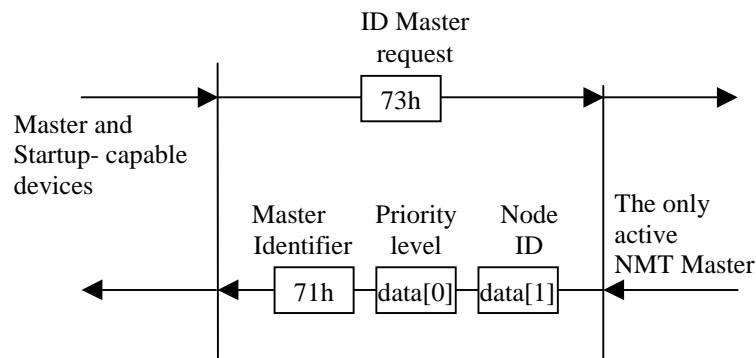 ID Master
request
73h
Master and
Startup- capable
devices
Master
Identifier
Priority
level
Node
ID
The only
active
NMT Master
71h
data[0]
data[1]